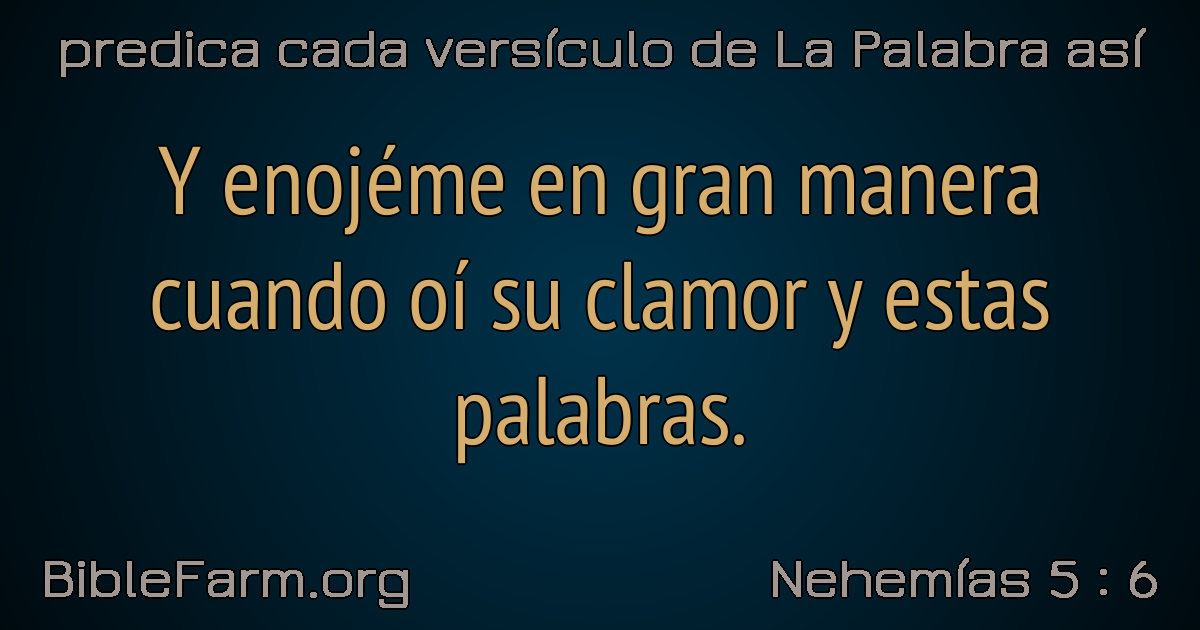 predica cada versículo de La Palabra así
Y enojéme en gran manera
cuando oí su clamor y estas
palabras.
BibleFarm.org
Nehemías 5 : 6